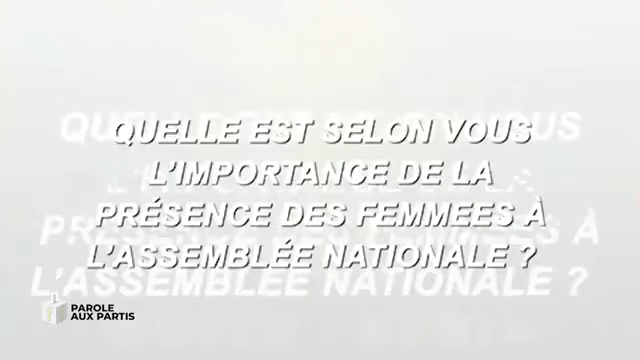 QUELLE EST SELON VOUS
L'IMPORTANCE DE LA
PRÉSENCE DES FEMMEES À
L'ASSEMBLÉE NATIONALE ?
PAROLE
AUX PARTIS